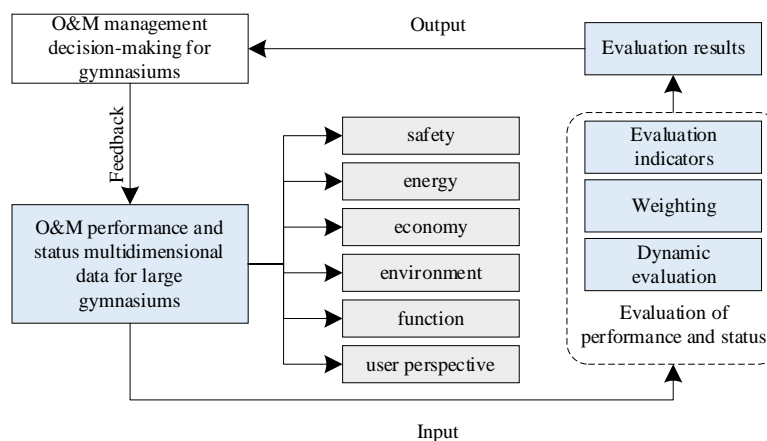 O&M management
decision-making for
gymnasiums
Output
Evaluation results
Feedback
safety
energy
economy
environment
function
user perspective
O&M performance and
status multidimensional
data for large
gymnasiums
Evaluation
indicators
Weighting
Dynamic
evaluation
Evaluation of
performance and status
Input